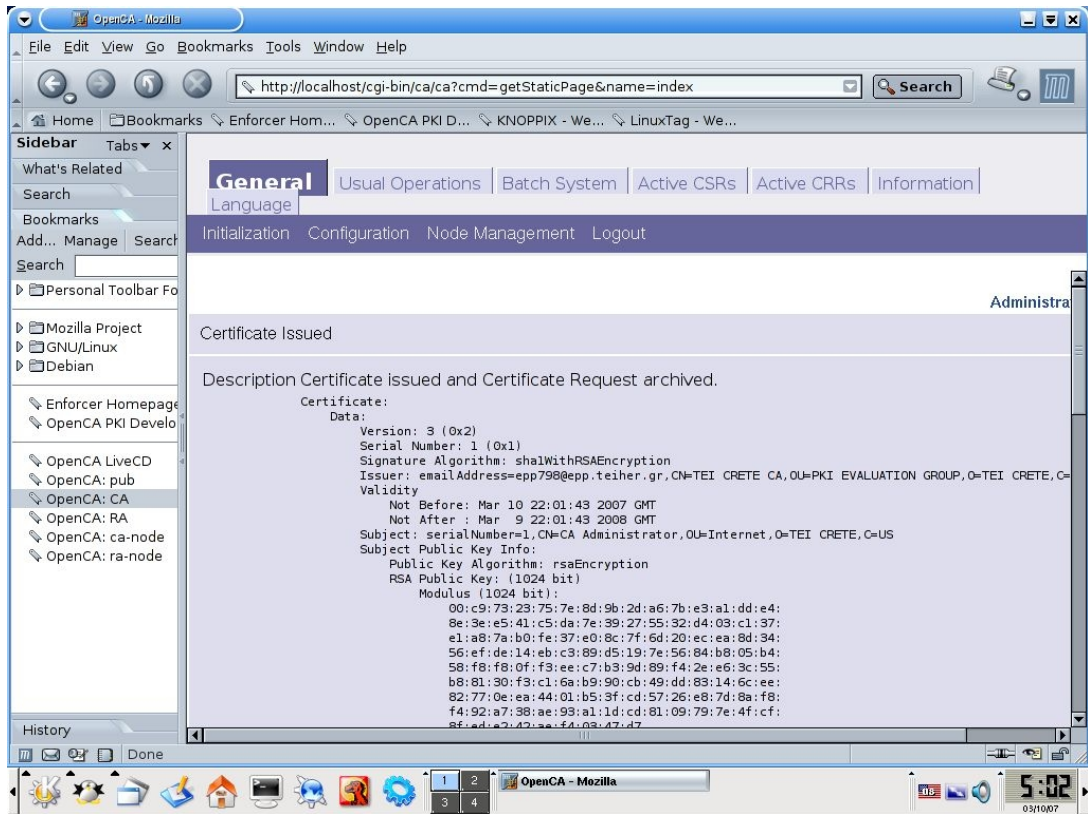 OpenCA - Mozilla
File Edit View Go Bookmarks Tools Window Help
http://localhost/cgi-bin/ca/ca?cmd=getStaticPage&name=index
Search
Home Bookmarks Enforcer Hom... OpenCA PKI D... KNOPPIX - We... LinuxTag - We...
Sidebar Tabs x
What's Related
Search
Bookmarks
Add... Manage Search
Search
Personal Toolbar Fo
Mozilla Project
GNU/Linux
Debian
Enforcer Homepage
OpenCA PKI Develo
OpenCA LiveCD
OpenCA: pub
OpenCA: CA
OpenCA: RA
OpenCA: ca-node
OpenCA: ra-node
History
General Usual Operations Batch System Active CSRs Active CRRs Information
Language
Initialization Configuration Node Management Logout
Administra
Certificate Issued
Description Certificate issued and Certificate Request archived.
Certificate:
Data:
Version: 3 (0x2)
Serial Number: 1 (0x1)
Signature Algorithm: sha1WithRSAEncryption
Issuer: emailAddress=epp798@epp.teiher.gr,CN=TEI CRETE CA,OU=PKI EVALUATION GROUP,O=TEI CRETE,C=
Validity
Not Before: Mar 10 22:01:43 2007 GMT
Not After : Mar  9 22:01:43 2008 GMT
Subject: serialNumber=1,CN=CA Administrator,OU=Internet,O=TEI CRETE,C=US
Subject Public Key Info:
Public Key Algorithm: rsaEncryption
RSA Public Key: (1024 bit)
Modulus (1024 bit):
00:c9:73:23:75:7e:8d:9b:2d:a6:7b:e3:a1:dd:e4:
8e:3e:e5:41:c5:da:7e:39:27:55:32:d4:03:c1:37:
e1:a8:7a:b0:fe:37:e0:8c:7f:6d:20:ec:ea:8d:34:
56:ef:de:14:eb:c3:89:d5:19:7e:56:84:b8:05:b4:
58:f8:f8:0f:f3:ee:c7:b3:9d:89:f4:2e:e6:3c:55:
b8:81:30:f3:c1:6a:b9:90:cb:49:dd:83:14:6c:ee:
82:77:0e:ea:44:01:b5:3f:cd:57:26:e8:7d:8a:f8:
f4:92:a7:38:ae:93:a1:1d:cd:81:09:79:7e:4f:cf:
8f:ed:e2:42:ae:f4:03:47:d7
Done
1 2
3 4
OpenCA - Mozilla
US
5:02
03/10/07